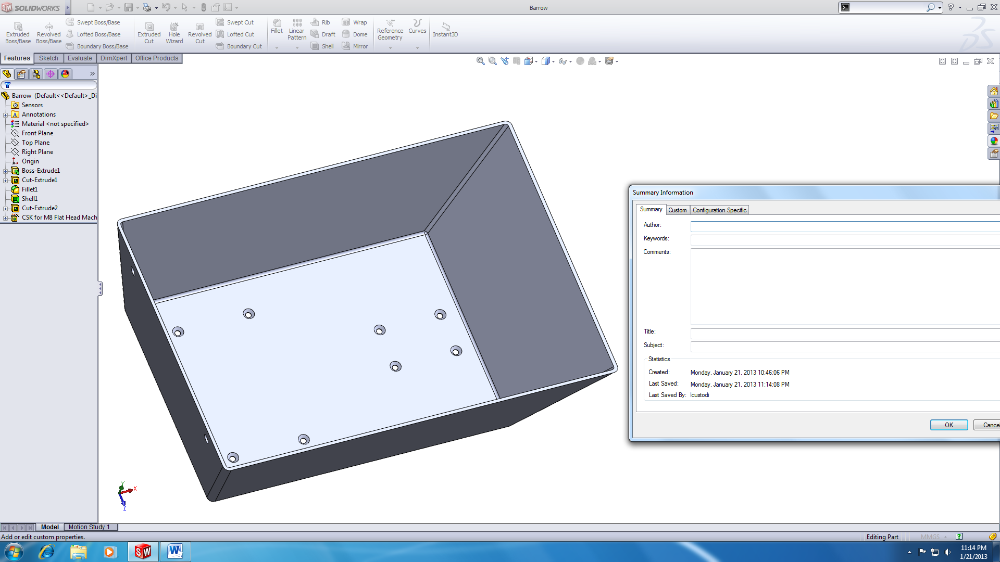 SOLIDWORKS
Barrow
Extruded Boss/Base
Revolved Boss/Base
Swept Boss/Base
Lofted Boss/Base
Boundary Boss/Base
Extruded Cut
Hole Wizard
Revolved Cut
Swept Cut
Lofted Cut
Boundary Cut
Fillet
Linear Pattern
Rib
Draft
Shell
Wrap
Dome
Mirror
Reference Geometry
Curves
Instant3D
Features
Sketch
Evaluate
DimXpert
Office Products
Barrow (Default<<Default>_Di
Sensors
Annotations
Material <not specified>
Front Plane
Top Plane
Right Plane
Origin
Boss-Extrude1
Cut-Extrude1
Fillet1
Shell1
Cut-Extrude2
CSK for M8 Flat Head Mach
Y
X
Z
Summary Information
Summary
Custom
Configuration Specific
Author:
Keywords:
Comments:
Title:
Subject:
Statistics
Created: Monday, January 21, 2013 10:46:06 PM
Last Saved: Monday, January 21, 2013 11:14:08 PM
Last Saved By: lcustodi
OK
Cance
Model
Motion Study 1
Add or edit custom properties.
Editing Part
MMGS
11:14 PM
1/21/2013